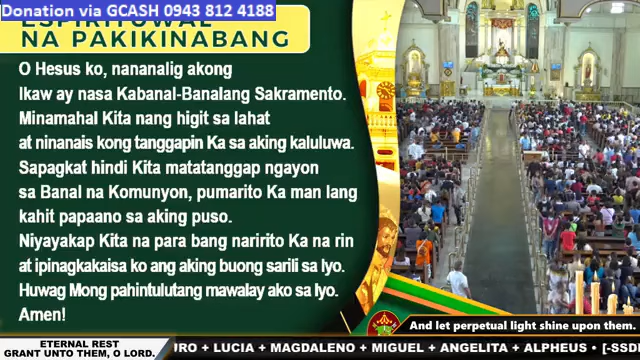 Donation via GCASH 0943 812 4188
ESPIRITUWAL
NA PAKIKINABANG
O Hesus ko, nananalig akong
Ikaw ay nasa Kabanal-Banalang Sakramento.
Minamahal Kita nang higit sa lahat
at ninanais kong tanggapin Ka sa aking kaluluwa.
Sapagkat hindi Kita matatanggap ngayon
sa Banal na Komunyon, pumarito Ka man lang
kahit papaano sa aking puso.
Niyayakap Kita na para bang naririto Ka na rin
at ipinagkakaisa ko ang aking buong sarili sa Iyo.
Huwag Mong pahintulutang mawalay ako sa Iyo.
Amen!
And let perpetual light shine upon them.
ETERNAL REST
GRANT UNTO THEM, O LORD.
+ LUCIA + MAGDALENO + MIGUEL + ANGELITA + ALPHEUS • [-SSD